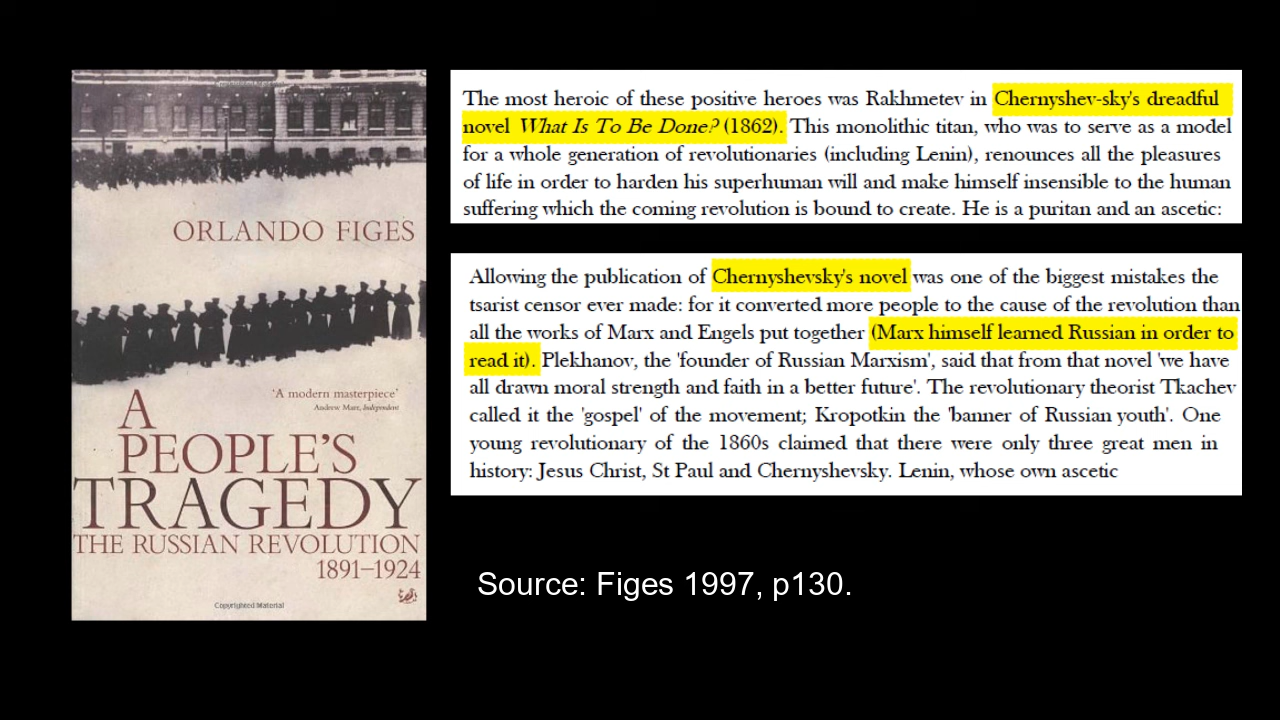 ORLANDO FIGES
'A modern masterpiece'
Andrew Marr, Independent
A
PEOPLE'S
TRAGEDY
THE RUSSIAN REVOLUTION
1891–1924
Copyrighted Material
The most heroic of these positive heroes was Rakhmetev in Chernyshev-sky's dreadful
novel What Is To Be Done? (1862). This monolithic titan, who was to serve as a model
for a whole generation of revolutionaries (including Lenin), renounces all the pleasures
of life in order to harden his superhuman will and make himself insensible to the human
suffering which the coming revolution is bound to create. He is a puritan and an ascetic:
Allowing the publication of Chernyshevsky's novel was one of the biggest mistakes the
tsarist censor ever made: for it converted more people to the cause of the revolution than
all the works of Marx and Engels put together (Marx himself learned Russian in order to
read it). Plekhanov, the 'founder of Russian Marxism', said that from that novel 'we have
all drawn moral strength and faith in a better future'. The revolutionary theorist Tkachev
called it the 'gospel' of the movement; Kropotkin the 'banner of Russian youth'. One
young revolutionary of the 1860s claimed that there were only three great men in
history: Jesus Christ, St Paul and Chernyshevsky. Lenin, whose own ascetic
Source: Figes 1997, p130.